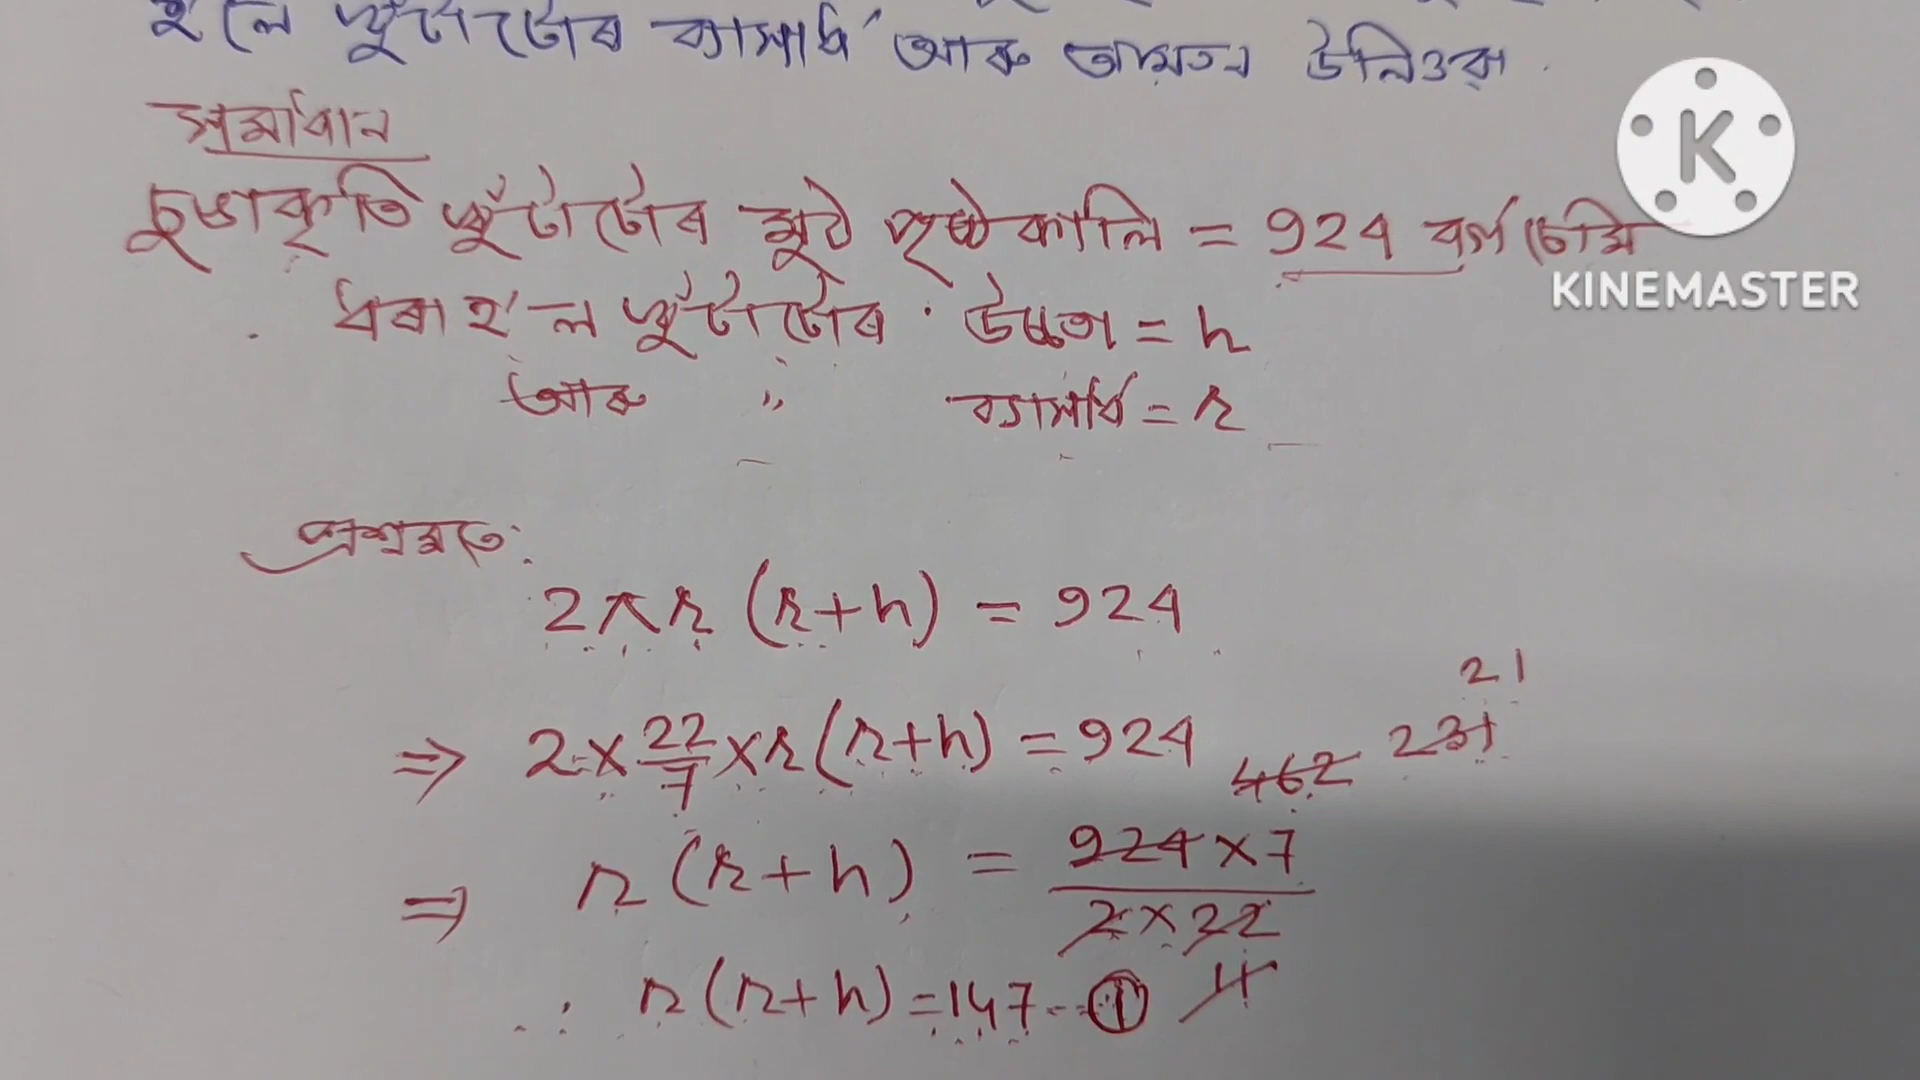 হ'লে চুঙাটোৰ ব্যাসাৰ্ধ আৰু আয়তন উলিওৱা.
সমাধান
চুঙাকৃতি মুঠ পৃষ্ঠকালি = 924 বৰ্গ চেমি
ধৰা হ'ল উচ্চতা = h
আৰু " ব্যাসাৰ্ধ = r
প্ৰশ্নমতে:
2πr (r+h) = 924
⇒ 2 × 22/7 × r (r+h) = 924
21
231
462
⇒ r (r+h) = 924 × 7 / 2 × 22
11
∴ r (r+h) = 147 -- ①
K
KINEMASTER